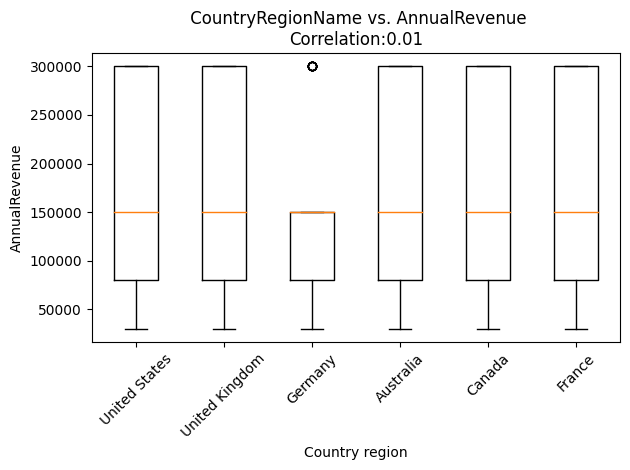 CountryRegionName vs. AnnualRevenue
Correlation:0.01
AnnualRevenue
300000
250000
200000
150000
100000
50000
United States
United Kingdom
Germany
Australia
Canada
France
Country region